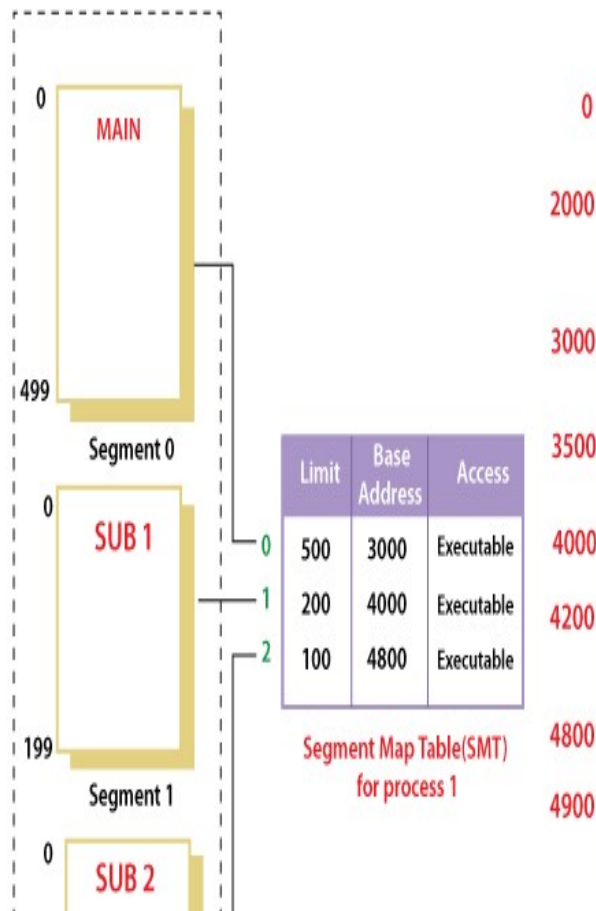 0
MAIN
499
Segment 0
0
SUB 1
199
Segment 1
0
SUB 2
Limit Base Address Access
0 500 3000 Executable
1 200 4000 Executable
2 100 4800 Executable
Segment Map Table(SMT)
for process 1
0
2000
3000
3500
4000
4200
4800
4900